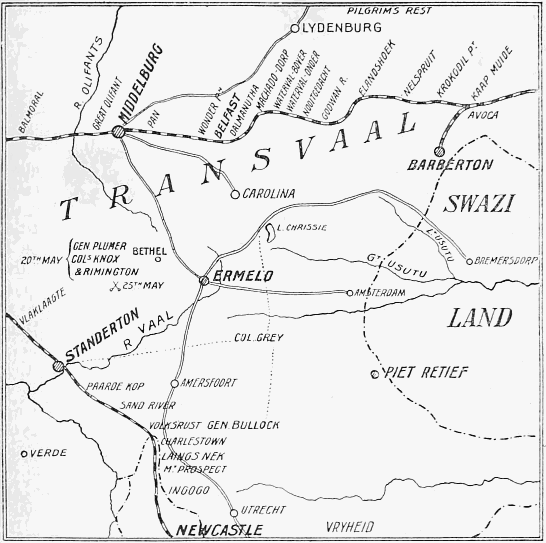 PILGRIMS REST
LYDENBURG
R. OLIFANTS
BALMORAL
GREAT OLIFANT
MIDDELBURG
PAN
WONDER Fn
BELFAST
DALMANUTHA
MACHADO-DORP
WATERVAL-BOVEN
WATERVAL-ONDER
NOOITGEDACHT
GODWAN R.
ELANDSHOEK
NELSPRUIT
KROKODIL Pt
KAAP MUIDE
AVOCA
BARBERTON
TRANSVAAL
CAROLINA
SWAZI
LAND
L. CHRISSIE
Le USUTU
Gt USUTU
BREMERSDORP
20TH MAY
GEN. PLUMER
COLs KNOX
& RIMINGTON
25TH MAY
BETHEL
ERMELO
AMSTERDAM
VLAKLAAGTE
STANDERTON
R VAAL
COL. GREY
PIET RETIEF
PAARDE KOP
AMERSFOORT
SAND RIVER
VOLKSRUST GEN. BULLOCK
CHARLESTOWN
LAINGS NEK
Mt PROSPECT
VERDE
INGOGO
UTRECHT
NEWCASTLE
VRYHEID